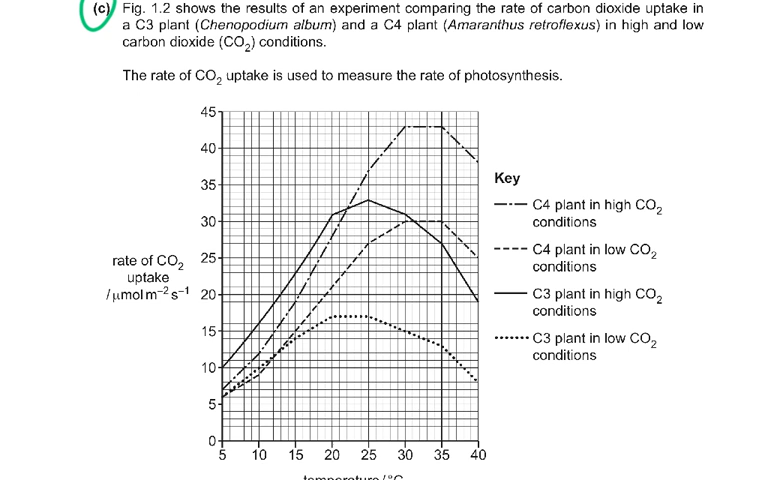 (c) Fig. 1.2 shows the results of an experiment comparing the rate of carbon dioxide uptake in
a C3 plant (Chenopodium album) and a C4 plant (Amaranthus retroflexus) in high and low
carbon dioxide (CO₂) conditions.
The rate of CO₂ uptake is used to measure the rate of photosynthesis.
45
40
35
30
25
20
15
10
5
0
rate of CO₂
uptake
/μmol m⁻² s⁻¹
5 10 15 20 25 30 35 40
temperature/°C
Key
C4 plant in high CO₂
conditions
C4 plant in low CO₂
conditions
C3 plant in high CO₂
conditions
C3 plant in low CO₂
conditions